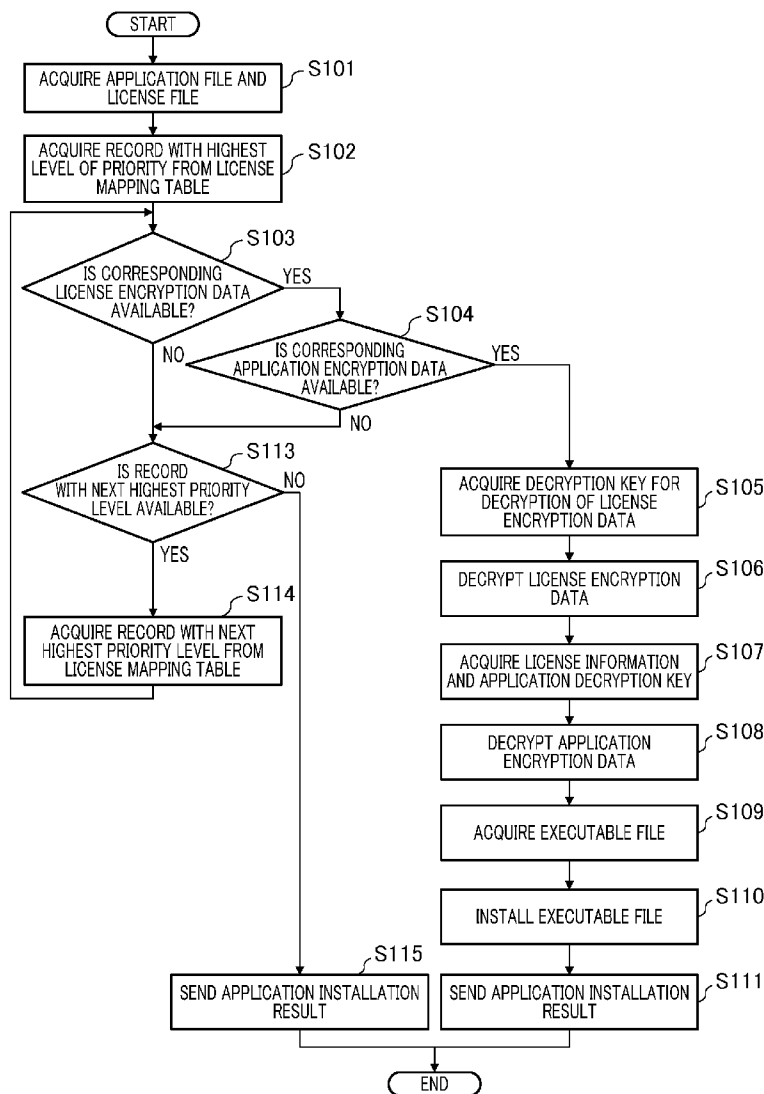 START
ACQUIRE APPLICATION FILE AND
LICENSE FILE
S101
ACQUIRE RECORD WITH HIGHEST
LEVEL OF PRIORITY FROM LICENSE
MAPPING TABLE
S102
S103
IS CORRESPONDING
LICENSE ENCRYPTION DATA
AVAILABLE?
YES
NO
S104
IS CORRESPONDING
APPLICATION ENCRYPTION DATA
AVAILABLE?
YES
NO
S113
IS RECORD
WITH NEXT HIGHEST PRIORITY
LEVEL AVAILABLE?
NO
YES
S114
ACQUIRE RECORD WITH NEXT
HIGHEST PRIORITY LEVEL FROM
LICENSE MAPPING TABLE
ACQUIRE DECRYPTION KEY FOR
DECRYPTION OF LICENSE
ENCRYPTION DATA
S105
DECRYPT LICENSE ENCRYPTION
DATA
S106
ACQUIRE LICENSE INFORMATION
AND APPLICATION DECRYPTION KEY
S107
DECRYPT APPLICATION
ENCRYPTION DATA
S108
ACQUIRE EXECUTABLE FILE
S109
INSTALL EXECUTABLE FILE
S110
S115
SEND APPLICATION INSTALLATION
RESULT
SEND APPLICATION INSTALLATION
RESULT
S111
END